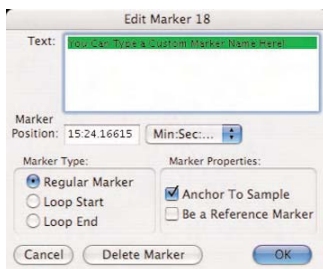 Edit Marker 18
Text: You Can Type a Custom Marker Name Here!
Marker
Position: 15:24.16615 Min:Sec:...
Marker Type: Marker Properties:
Regular Marker
Anchor To Sample
Loop Start
Be a Reference Marker
Loop End
Cancel Delete Marker OK